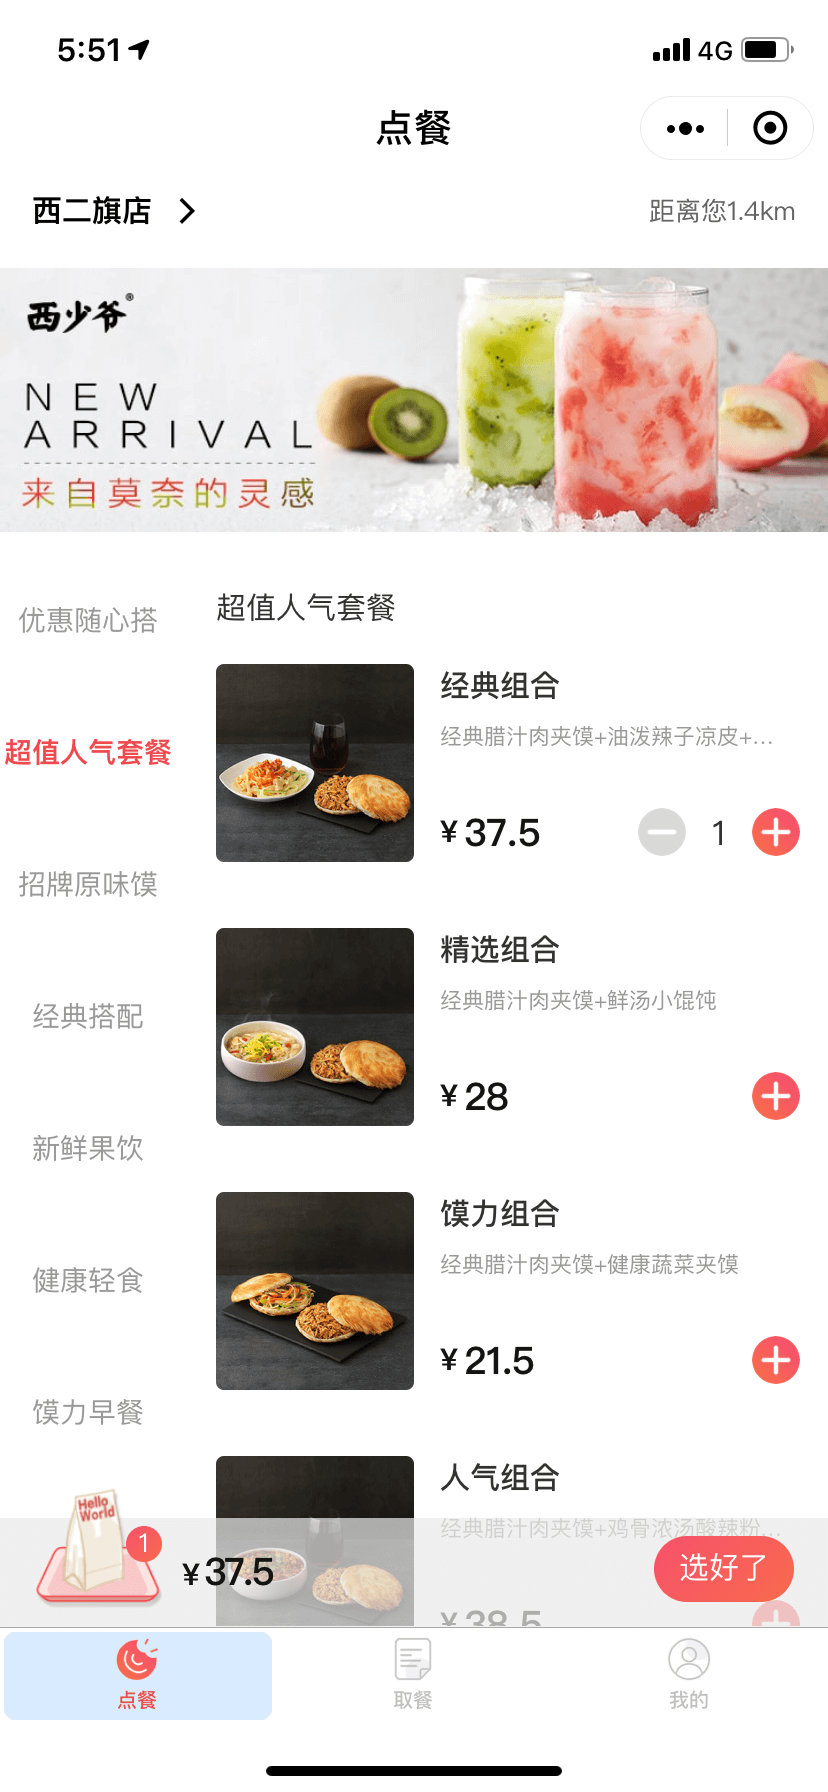 5:51
4G
点餐
西二旗店
距离您1.4km
西少爷®
NEW
ARRIVAL
来自莫奈的灵感
优惠随心搭
超值人气套餐
招牌原味馍
经典搭配
新鲜果饮
健康轻食
馍力早餐
超值人气套餐
经典组合
经典腊汁肉夹馍+油泼辣子凉皮+...
¥37.5
1
精选组合
经典腊汁肉夹馍+鲜汤小馄饨
¥28
馍力组合
经典腊汁肉夹馍+健康蔬菜夹馍
¥21.5
人气组合
经典腊汁肉夹馍+鸡骨浓汤酸辣粉...
¥38.5
Hello
World
1
¥37.5
选好了
点餐
取餐
我的